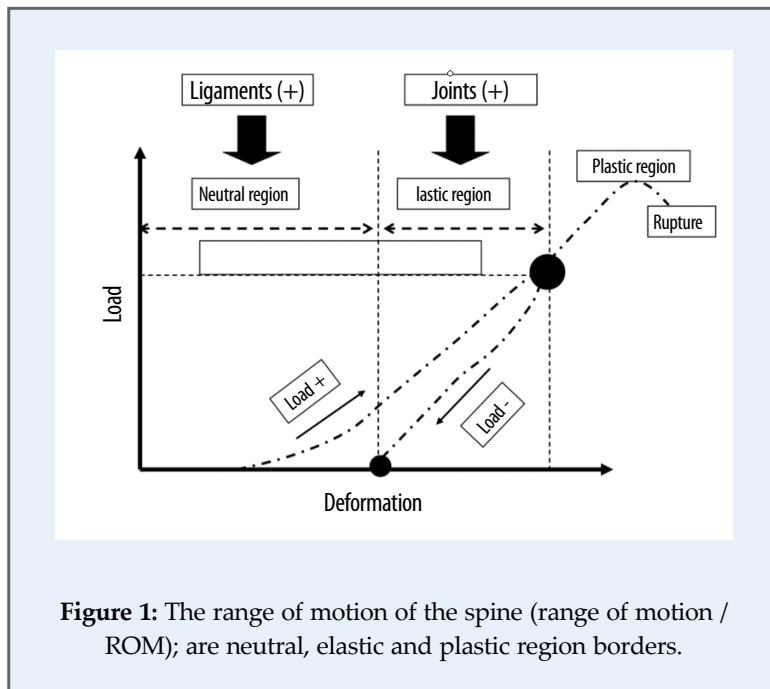 Ligaments (+)
Joints (+)
Neutral region
lastic region
Plastic region
Rupture
Load
Load +
Load -
Deformation
Figure 1: The range of motion of the spine (range of motion /
ROM); are neutral, elastic and plastic region borders.